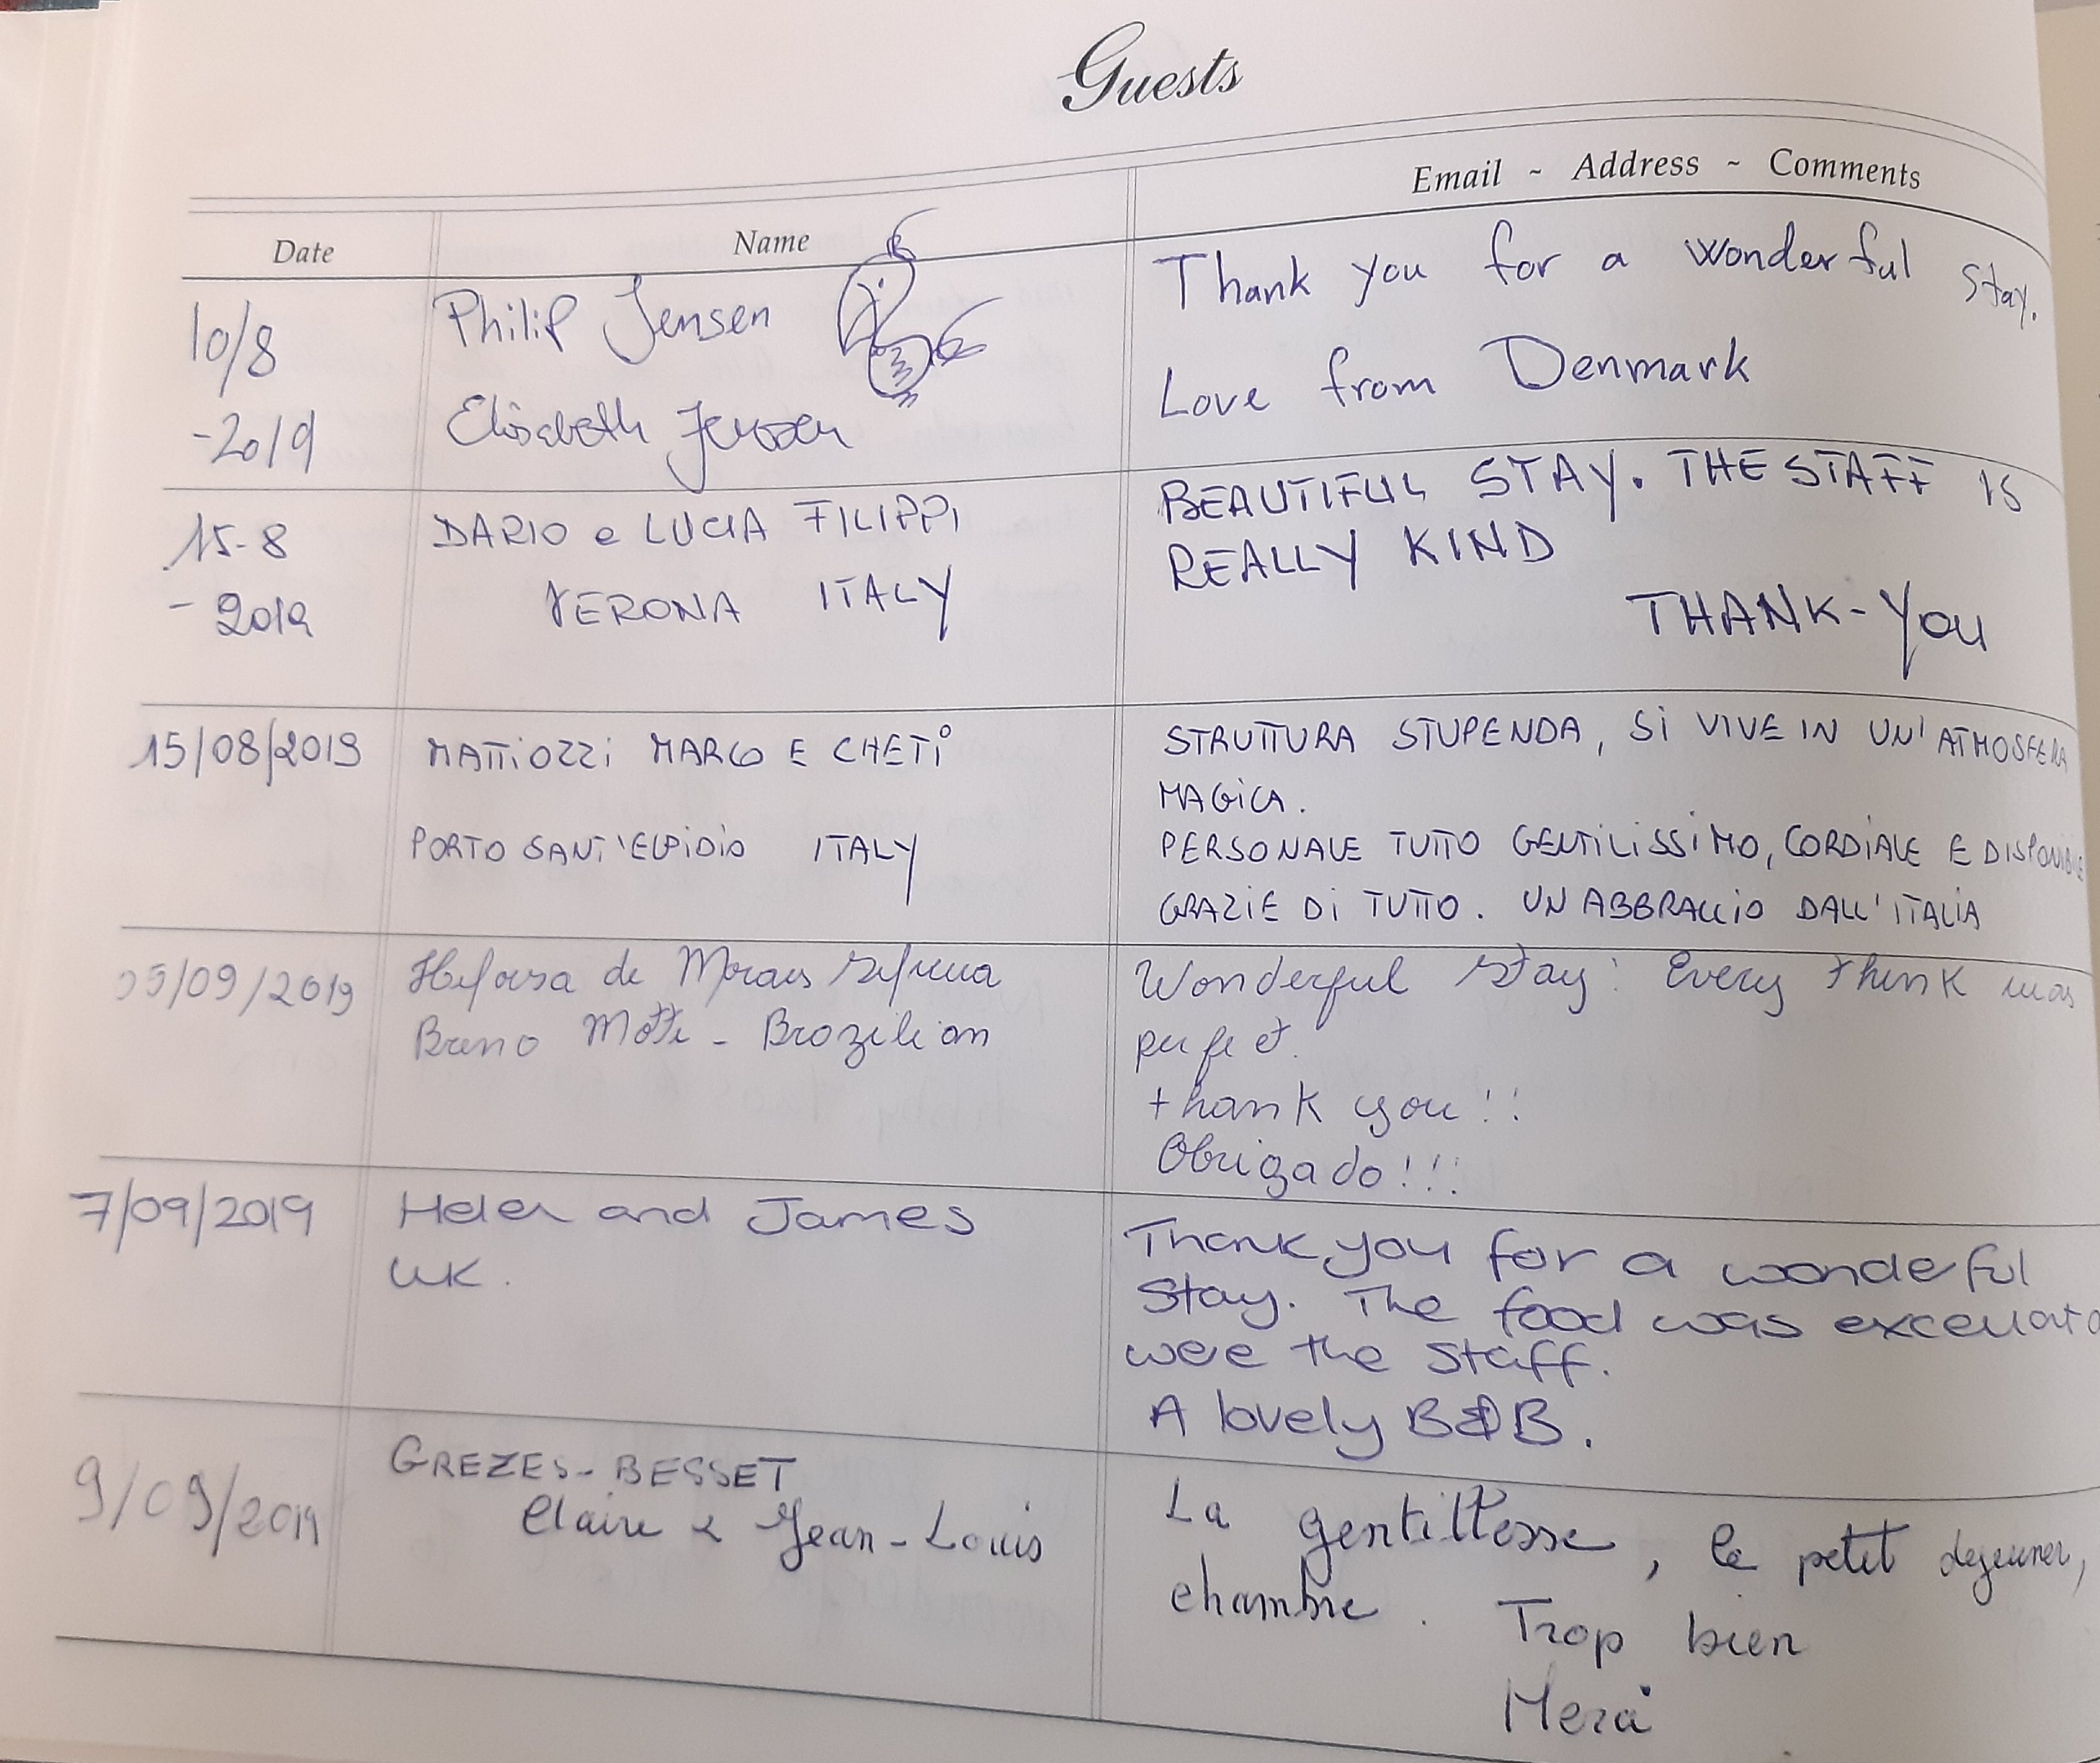 Guests
Date Name Email ~ Address ~ Comments
10/8
-2019
Philip Jensen
Elisabeth Jensen
Thank you for a wonderful stay.
Love from Denmark
15-8
- 2019
DARIO e LUCIA FILIPPI
VERONA ITALY
BEAUTIFUL STAY. THE STAFF IS
REALLY KIND
THANK-YOU
15/08/2019
MATTIOZZI MARCO E CHETI
PORTO SANT'ELPIDIO ITALY
STRUTTURA STUPENDA, SI VIVE IN UN'ATMOSFERA
MAGICA.
PERSONALE TUTTO GENTILISSIMO, CORDIALE E DISPONIBILE
GRAZIE DI TUTTO. UN ABBRACCIO DALL'ITALIA
05/09/2019
de Morais
Breno Motti - Brazilian
Wonderful stay! Every think was
perfect.
thank you!!
Obrigado!!!
7/09/2019
Helen and James
UK.
Thank you for a wonderful
stay. The food was excellent
were the staff.
A lovely B&B.
9/09/2019
GREZES-BESSET
Claire & Jean-Louis
La gentillesse, le petit dejeuner,
chambre. Trop bien
Merci